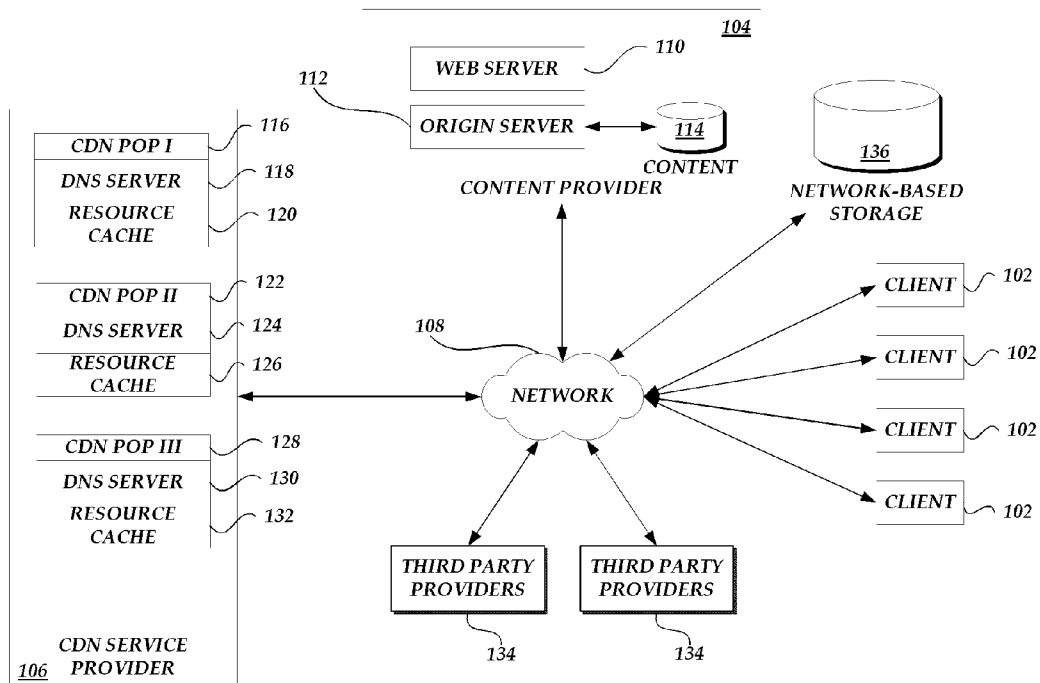 104
WEB SERVER
110
112
ORIGIN SERVER
114
CONTENT
CONTENT PROVIDER
136
NETWORK-BASED
STORAGE
CDN POP I
116
DNS SERVER
118
RESOURCE
CACHE
120
CDN POP II
122
DNS SERVER
124
RESOURCE
CACHE
126
CDN POP III
128
DNS SERVER
130
RESOURCE
CACHE
132
CDN SERVICE
PROVIDER
106
108
NETWORK
CLIENT
102
CLIENT
102
CLIENT
102
CLIENT
102
THIRD PARTY
PROVIDERS
134
THIRD PARTY
PROVIDERS
134